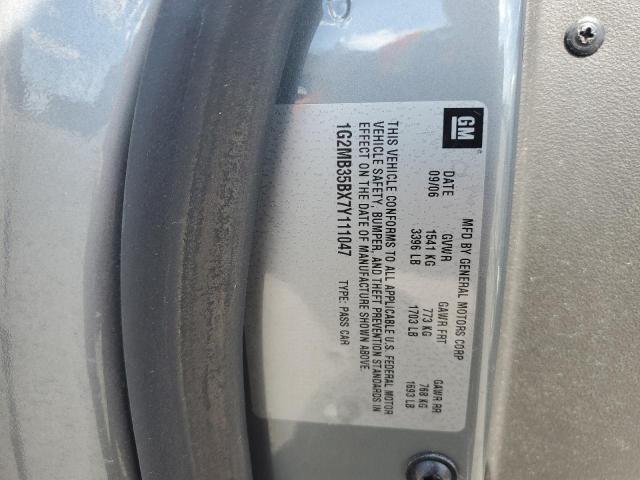 GM
MFD BY GENERAL MOTORS CORP
DATE GVWR GAWR FRT GAWR RR
09/06 1541 KG 773 KG 768 KG
3396 LB 1703 LB 1693 LB
THIS VEHICLE CONFORMS TO ALL APPLICABLE U.S. FEDERAL MOTOR
VEHICLE SAFETY, BUMPER, AND THEFT PREVENTION STANDARDS IN
EFFECT ON THE DATE OF MANUFACTURE SHOWN ABOVE.
1G2MB35BX7Y111047 TYPE: PASS CAR